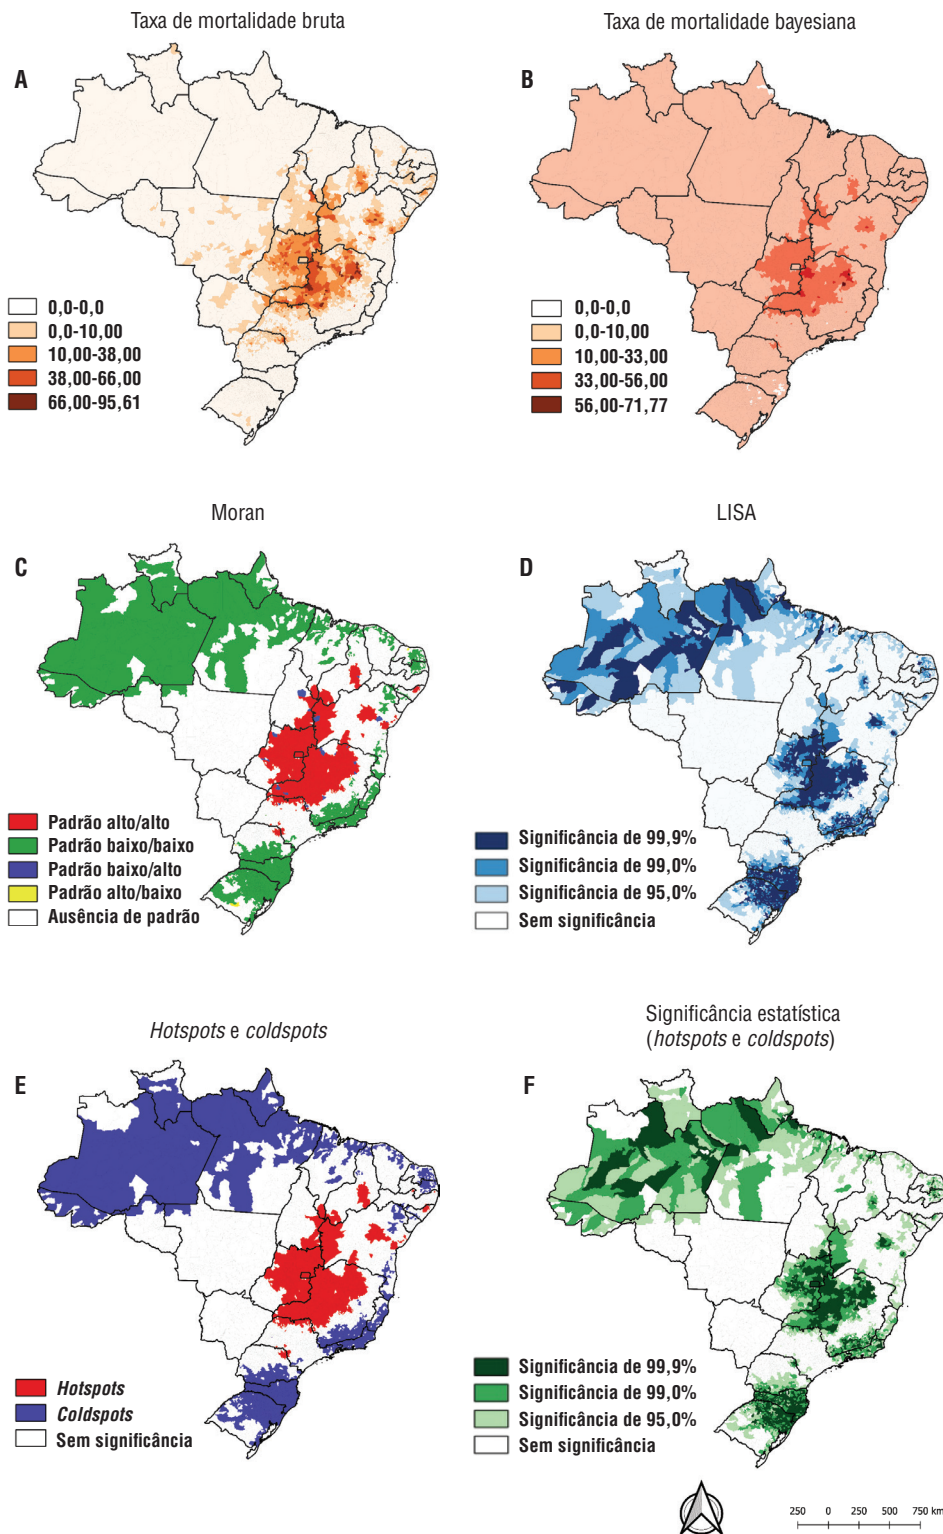 Taxa de mortalidade bruta
A
0,0-0,0
0,0-10,00
10,00-38,00
38,00-66,00
66,00-95,61
Taxa de mortalidade bayesiana
B
0,0-0,0
0,0-10,00
10,00-33,00
33,00-56,00
56,00-71,77
Moran
C
Padrão alto/alto
Padrão baixo/baixo
Padrão baixo/alto
Padrão alto/baixo
Ausência de padrão
LISA
D
Significância de 99,9%
Significância de 99,0%
Significância de 95,0%
Sem significância
Hotspots e coldspots
E
Hotspots
Coldspots
Sem significância
Significância estatística
(hotspots e coldspots)
F
Significância de 99,9%
Significância de 99,0%
Significância de 95,0%
Sem significância
250 0 250 500 750 km